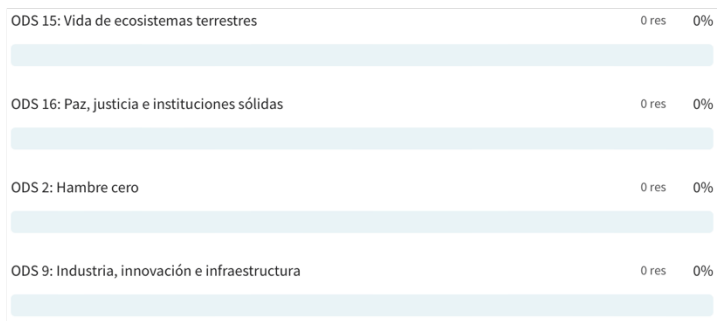 ODS 15: Vida de ecosistemas terrestres 0 res 0%
ODS 16: Paz, justicia e instituciones sólidas 0 res 0%
ODS 2: Hambre cero 0 res 0%
ODS 9: Industria, innovación e infraestructura 0 res 0%